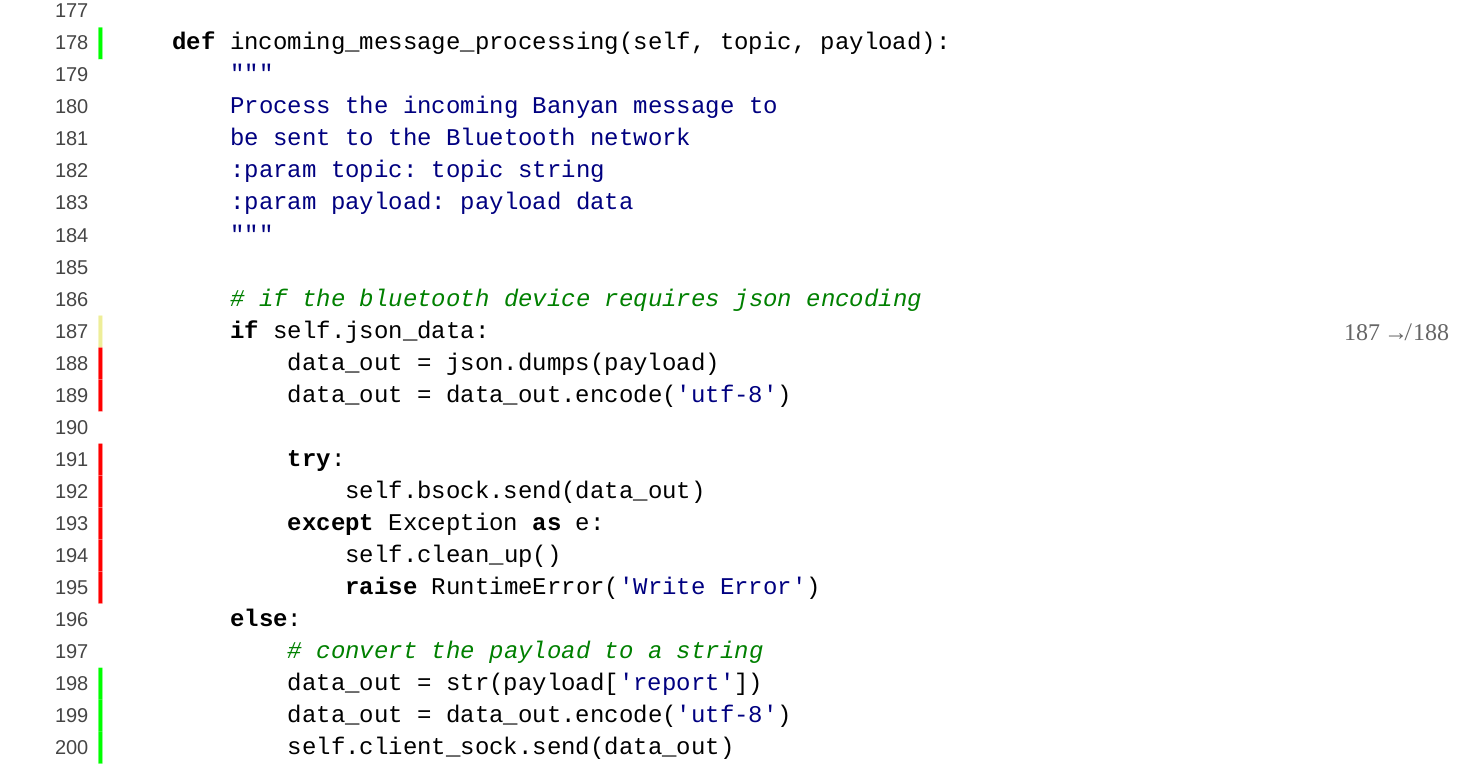 177
178 def incoming_message_processing(self, topic, payload):
179 """
180 Process the incoming Banyan message to
181 be sent to the Bluetooth network
182 :param topic: topic string
183 :param payload: payload data
184 """
185
186 # if the bluetooth device requires json encoding
187 if self.json_data: 187 ↛188
188 data_out = json.dumps(payload)
189 data_out = data_out.encode('utf-8')
190
191 try:
192 self.bsock.send(data_out)
193 except Exception as e:
194 self.clean_up()
195 raise RuntimeError('Write Error')
196 else:
197 # convert the payload to a string
198 data_out = str(payload['report'])
199 data_out = data_out.encode('utf-8')
200 self.client_sock.send(data_out)